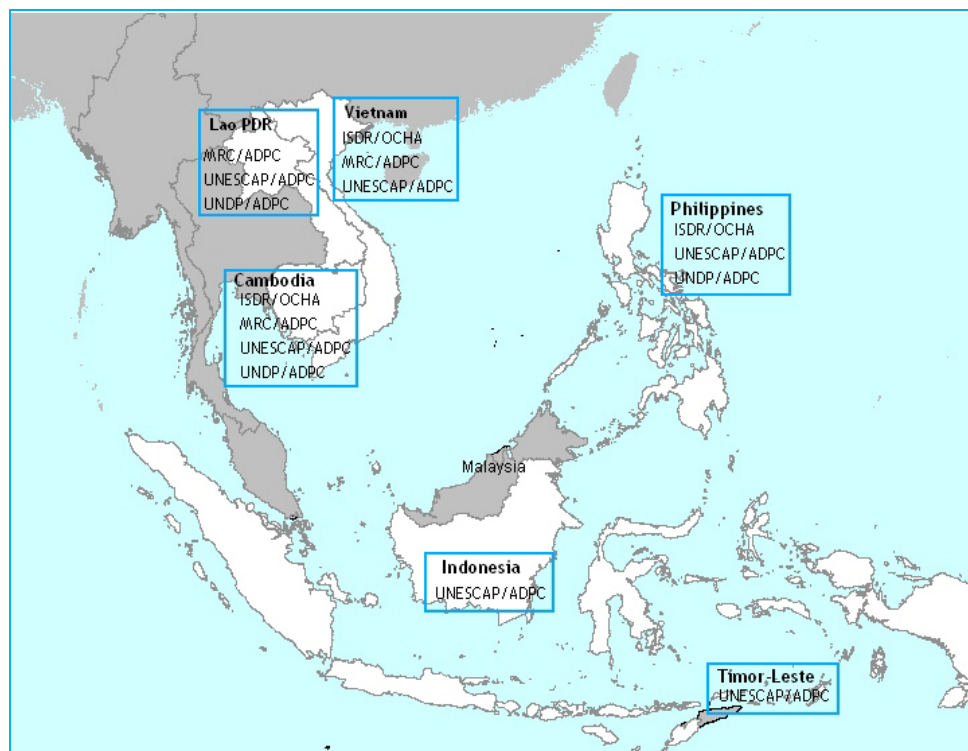 Lao PDR
MRC/ADPC
UNESCAP/ADPC
UNDP/ADPC
Vietnam
ISDR/OCHA
MRC/ADPC
UNESCAP/ADPC
Philippines
ISDR/OCHA
UNESCAP/ADPC
UNDP/ADPC
Cambodia
ISDR/OCHA
MRC/ADPC
UNESCAP/ADPC
UNDP/ADPC
Malaysia
Indonesia
UNESCAP/ADPC
Timor-Leste
UNESCAP/ADPC